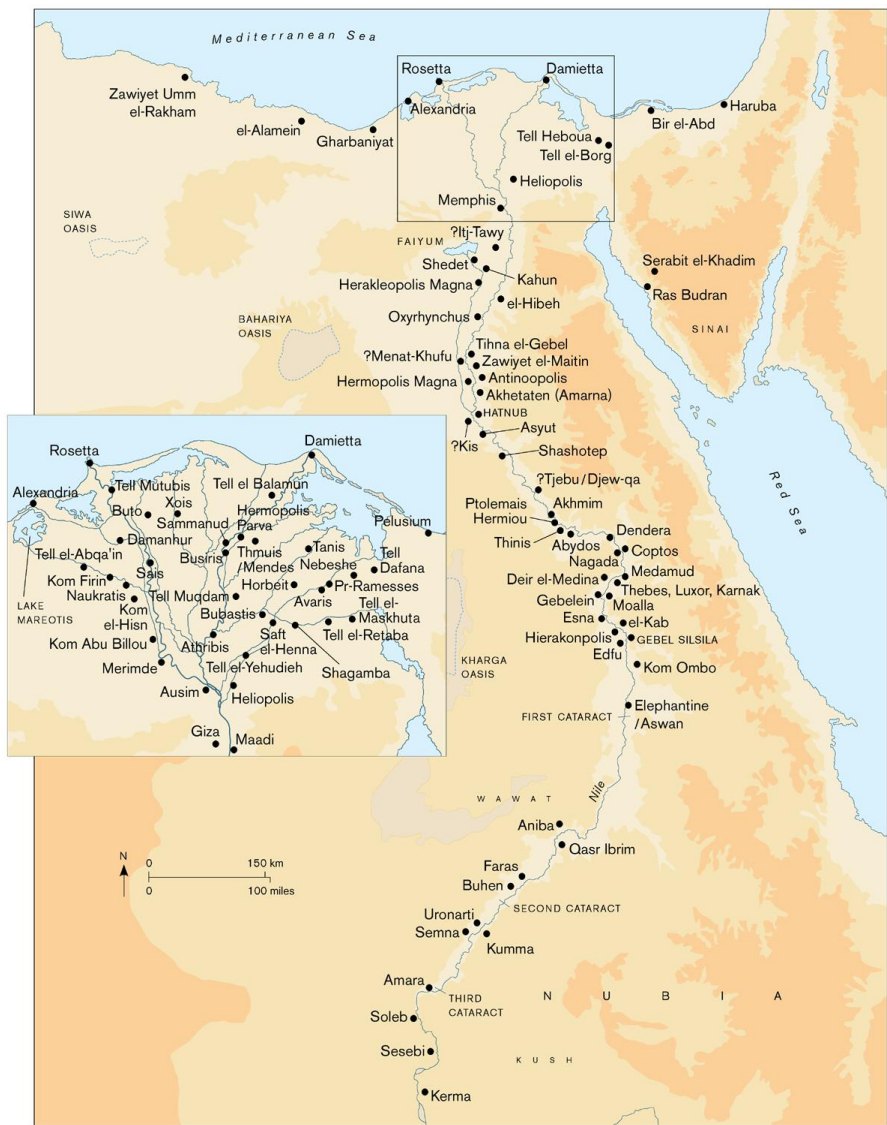 Mediterranean Sea
Rosetta
Damietta
Zawiyet Umm
el-Rakham
Alexandria
Haruba
Bir el-Abd
el-Alamein
Gharbaniyat
Tell Heboua
Tell el-Borg
Heliopolis
Memphis
SIWA
OASIS
?Itj-Tawy
FAIYUM
Shedet
Kahun
Serabit el-Khadim
Herakleopolis Magna
Ras Budran
el-Hibeh
Oxyrhynchus
SINAI
BAHARIYA
OASIS
Tihna el-Gebel
?Menat-Khufu
Zawiyet el-Maitin
Hermopolis Magna
Antinoopolis
Akhetaten (Amarna)
HATNUB
Asyut
?Kis
Shashotep
?Tjebu/Djew-qa
Red Sea
Ptolemais
Hermiou
Akhmim
Thinis
Abydos
Dendera
Nagada
Coptos
Deir el-Medina
Medamud
Thebes, Luxor, Karnak
Gebelein
Moalla
Esna
el-Kab
Hierakonpolis
GEBEL SILSILA
Edfu
KHARGA
OASIS
Kom Ombo
Elephantine
/Aswan
FIRST CATARACT
WAWAT
Nile
Aniba
Qasr Ibrim
Faras
Buhen
SECOND CATARACT
Uronarti
Semna
Kumma
Amara
THIRD
CATARACT
NUBIA
Soleb
Sesebi
KUSH
Kerma
N
0 150 km
0 100 miles
Rosetta
Damietta
Alexandria
Tell Mutubis
Tell el Balamun
Buto
Xois
Sammanud
Hermopolis
Parva
Pelusium
Damanhur
Tell el-Abqa'in
Busiris
Thmuis
/Mendes
Tanis
Nebeshe
Tell
Dafana
Kom Firin
Sais
Naukratis
Tell Muqdam
Horbeit
Pr-Ramesses
LAKE
MAREOTIS
Kom
el-Hisn
Bubastis
Avaris
Tell el-
Maskhuta
Kom Abu Billou
Athribis
Saft
el-Henna
Tell el-Retaba
Merimde
Tell el-Yehudieh
Shagamba
Ausim
Heliopolis
Giza
Maadi